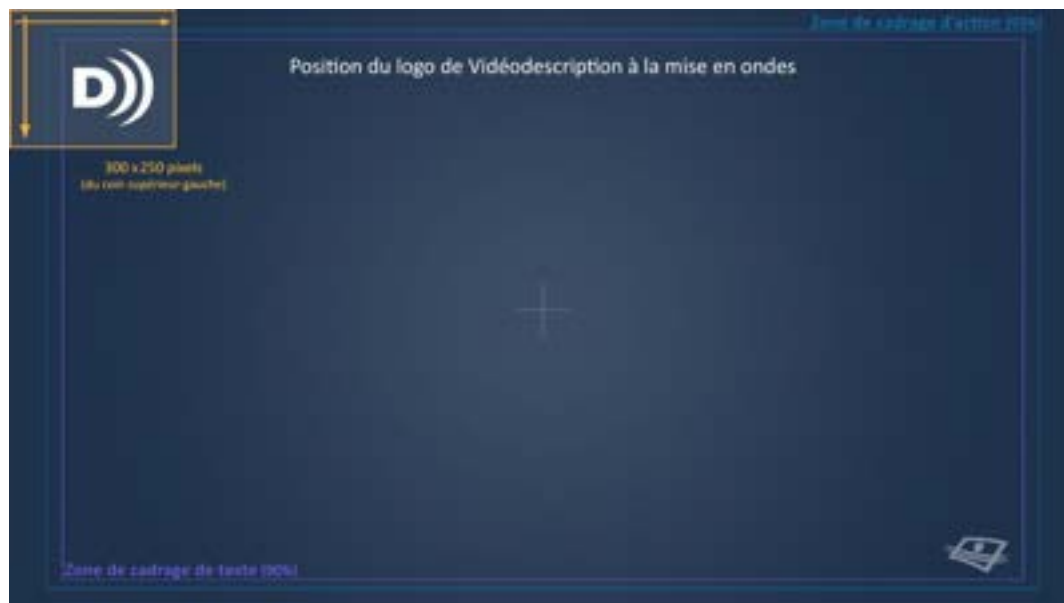 Zone de cadrage d'action
Position du logo de Vidéodescription à la mise en ondes
D
300 x 250 pixels
(du coin supérieur gauche)
Zone de cadrage de texte (90%)